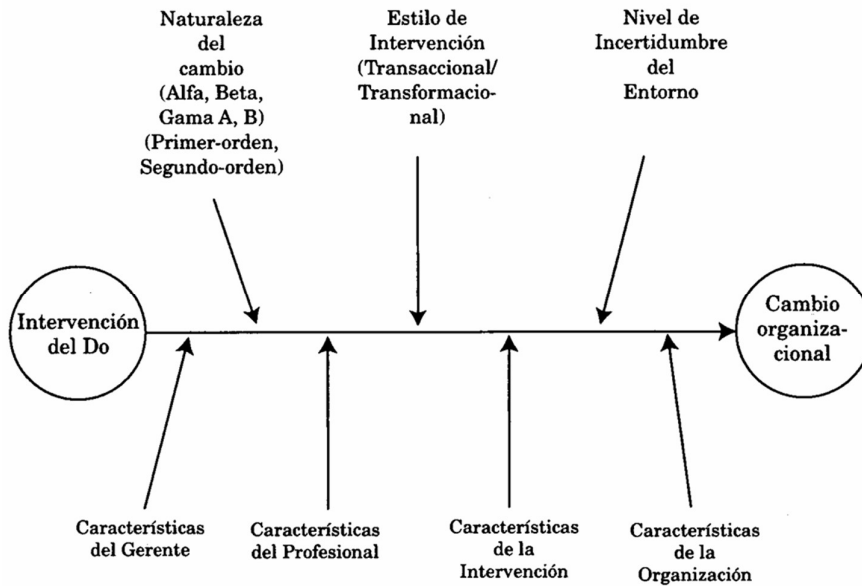 Naturaleza
del
cambio
(Alfa, Beta,
Gama A, B)
(Primer-orden,
Segundo-orden)
Estilo de
Intervención
(Transaccional/
Transformacio-
nal)
Nivel de
Incertidumbre
del
Entorno
Intervención
del Do
Cambio
organiza-
cional
Características
del Gerente
Características
del Profesional
Características
de la
Intervención
Características
de la
Organización